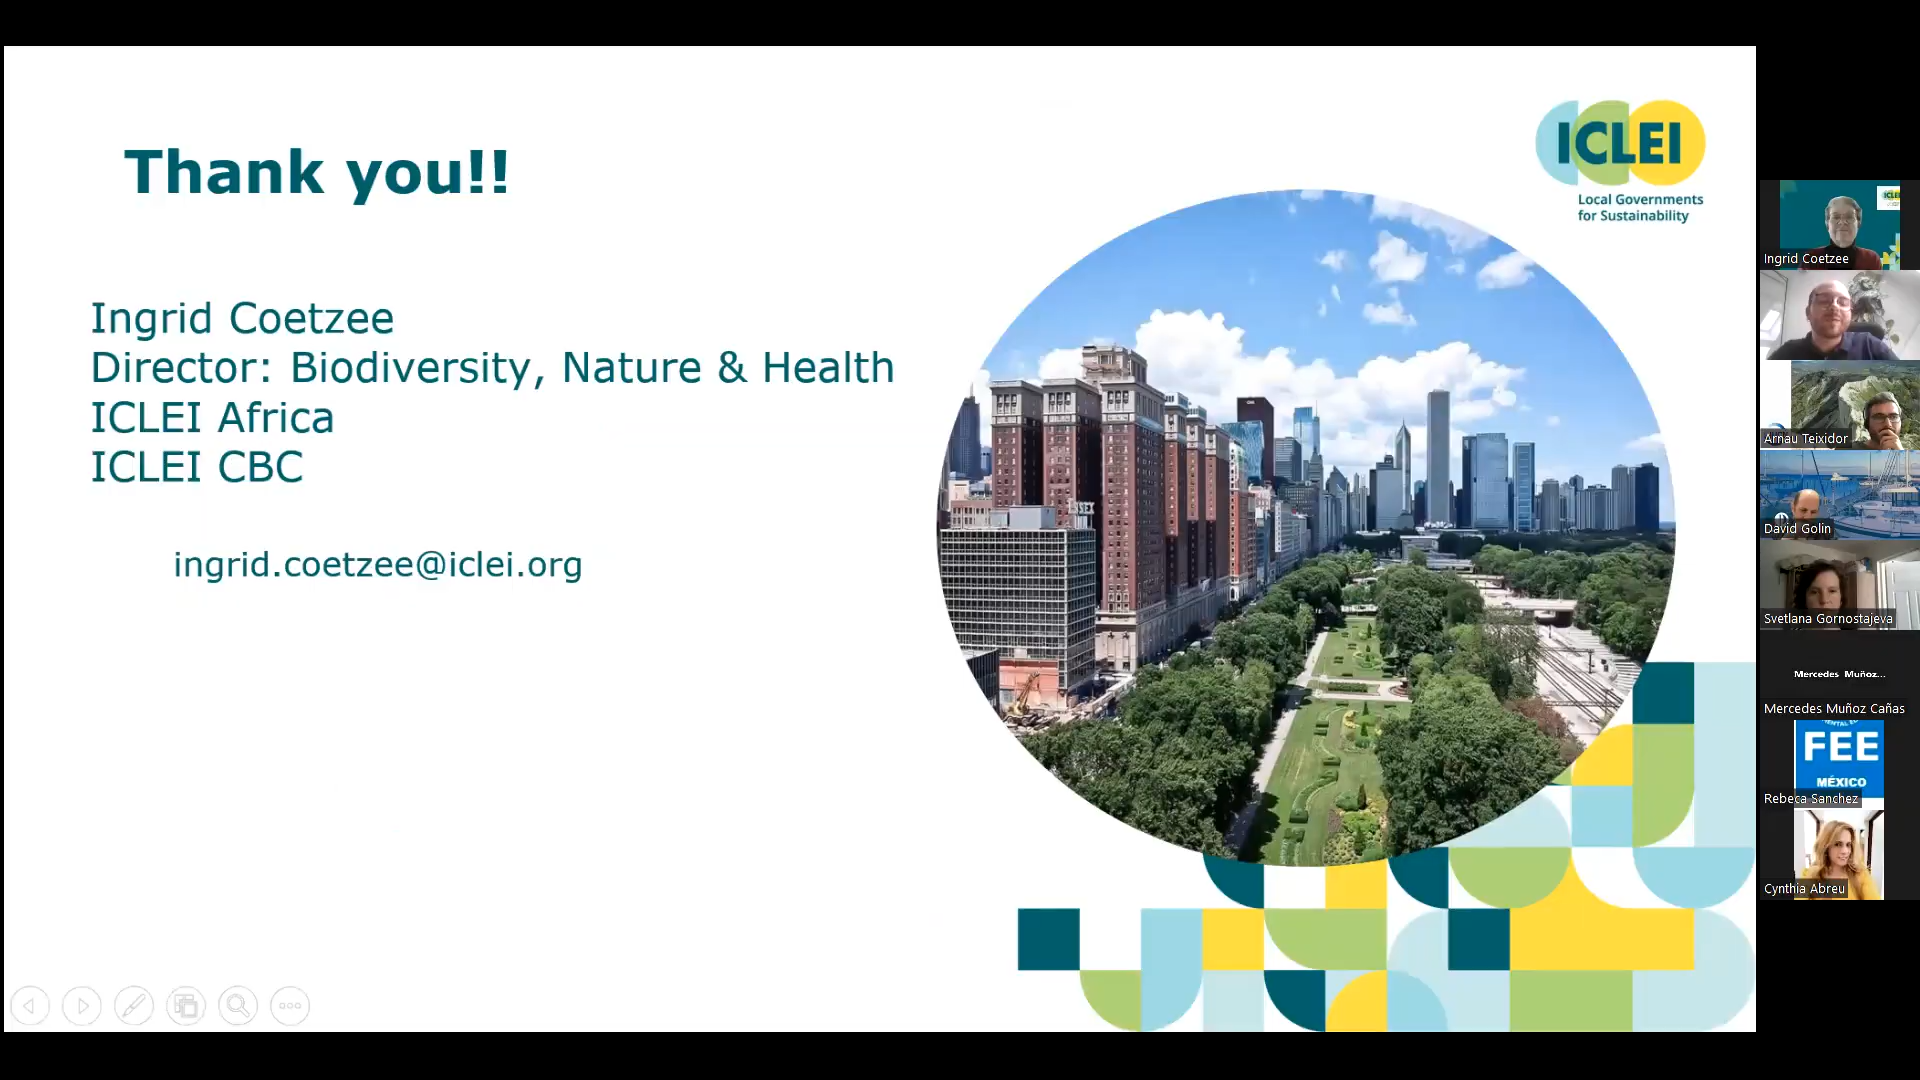 Thank you!!
Ingrid Coetzee
Director: Biodiversity, Nature & Health
ICLEI Africa
ICLEI CBC
ingrid.coetzee@iclei.org
ICLEI
Local Governments
for Sustainability
ESSEX
Ingrid Coetzee
Arnau Teixidor
David Golin
Svetlana Gornostajeva
Mercedes Muñoz...
Mercedes Muñoz Cañas
FEE
MÉXICO
Rebeca Sanchez
Cynthia Abreu